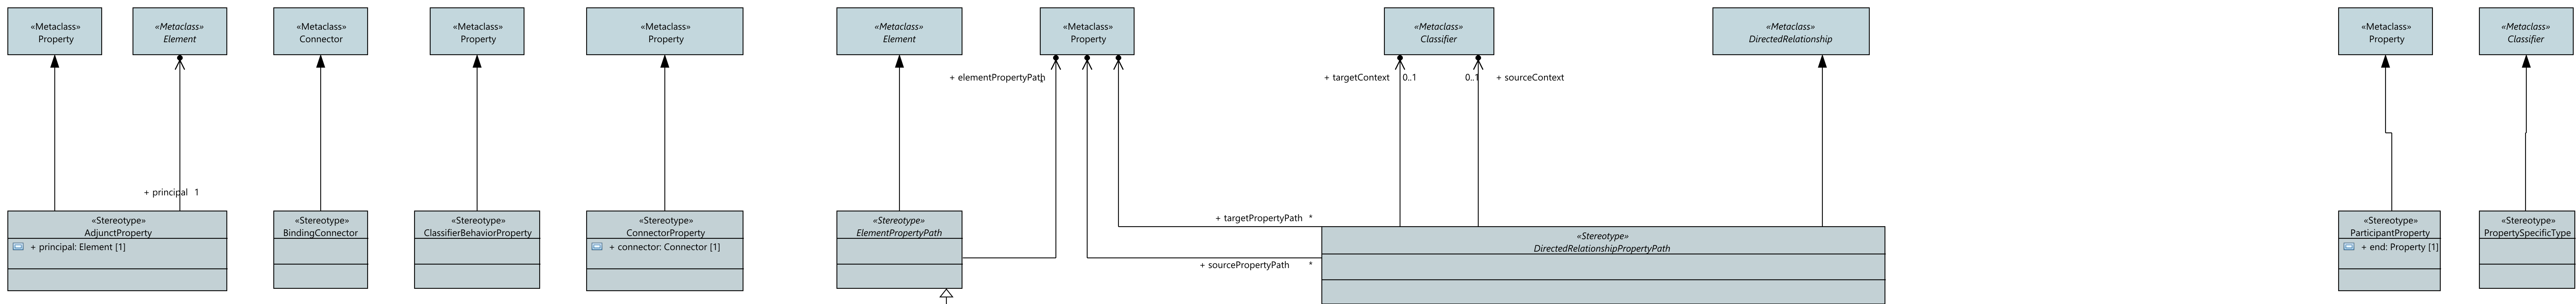 «Metaclass»
Property
«Metaclass»
Element
«Metaclass»
Connector
«Metaclass»
Property
«Metaclass»
Property
«Metaclass»
Element
«Metaclass»
Property
«Metaclass»
Classifier
«Metaclass»
DirectedRelationship
«Metaclass»
Property
«Metaclass»
Classifier
+ elementPropertyPath
+ targetContext
0..1
0..1
+ sourceContext
+ principal 1
+ targetPropertyPath *
+ sourcePropertyPath *
«Stereotype»
AdjunctProperty
+ principal: Element [1]
«Stereotype»
BindingConnector
«Stereotype»
ClassifierBehaviorProperty
«Stereotype»
ConnectorProperty
+ connector: Connector [1]
«Stereotype»
ElementPropertyPath
«Stereotype»
DirectedRelationshipPropertyPath
«Stereotype»
ParticipantProperty
+ end: Property [1]
«Stereotype»
PropertySpecificType